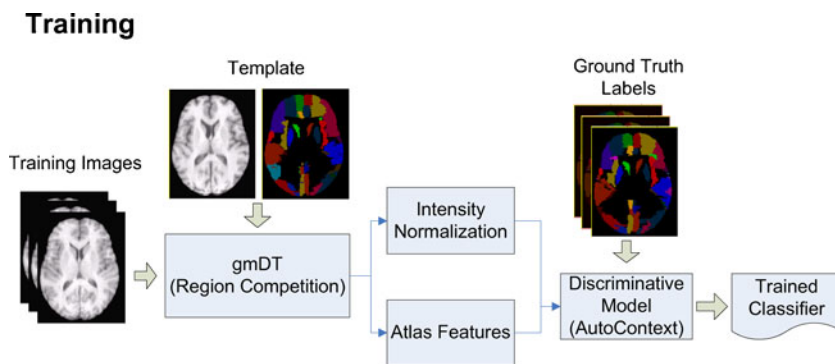 Training
Template
Ground Truth
Labels
Training Images
Intensity
Normalization
gmDT
(Region Competition)
Atlas Features
Discriminative
Model
(AutoContext)
Trained
Classifier